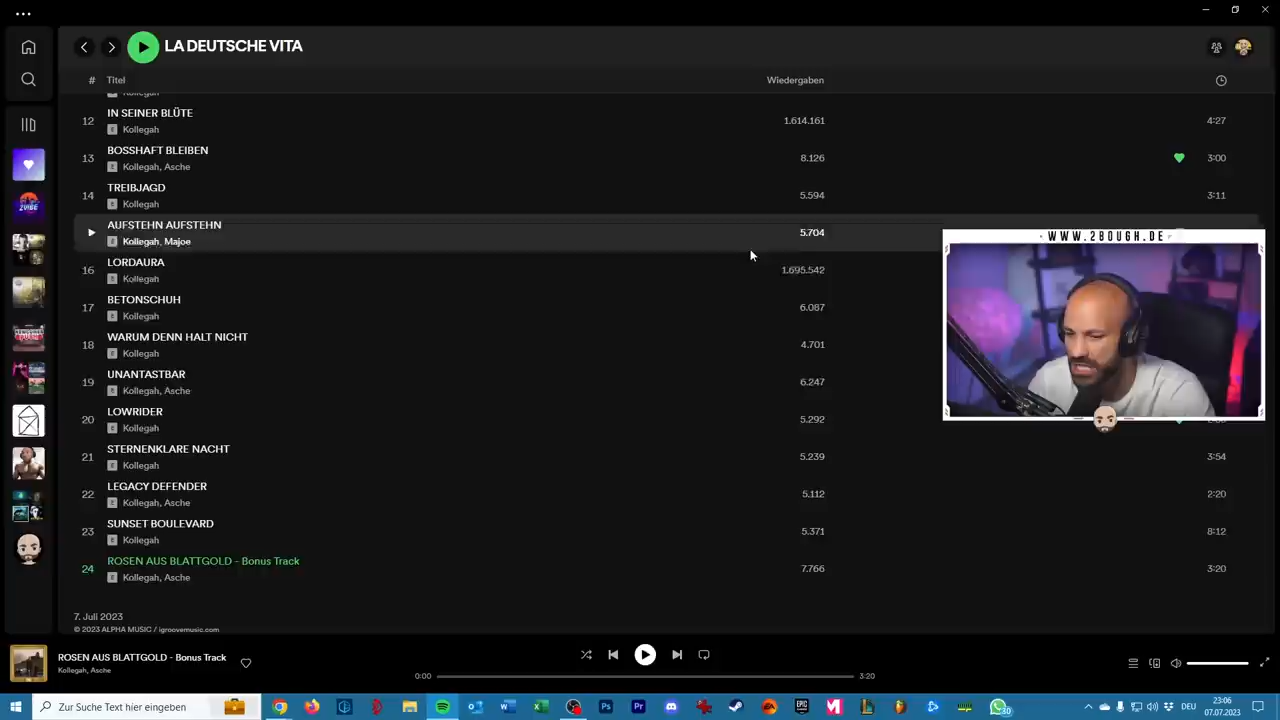 LA DEUTSCHE VITA
# Titel Wiedergaben
Kollegah
12 IN SEINER BLÜTE 1.614.161 4:27
E Kollegah
13 BOSSHAFT BLEIBEN 8.126 3:00
E Kollegah, Asche
14 TREIBJAGD 5.594 3:11
E Kollegah
AUFSTEHN AUFSTEHN 5.704
E Kollegah, Majoe
16 LORDAURA 1.695.542
E Kollegah
17 BETONSCHUH 6.087
E Kollegah
18 WARUM DENN HALT NICHT 4.701
E Kollegah
19 UNANTASTBAR 6.247
E Kollegah, Asche
20 LOWRIDER 5.292
E Kollegah
21 STERNENKLARE NACHT 5.239 3:54
E Kollegah
22 LEGACY DEFENDER 5.112 2:20
E Kollegah, Asche
23 SUNSET BOULEVARD 5.371 8:12
E Kollegah
24 ROSEN AUS BLATTGOLD - Bonus Track 7.766 3:20
E Kollegah, Asche
WWW.2BOUGH.DE
7. Juli 2023
© 2023 ALPHA MUSIC / igroovemusic.com
ROSEN AUS BLATTGOLD - Bonus Track
Kollegah, Asche
0:00 3:20
Zur Suche Text hier eingeben
23:06
07.07.2023